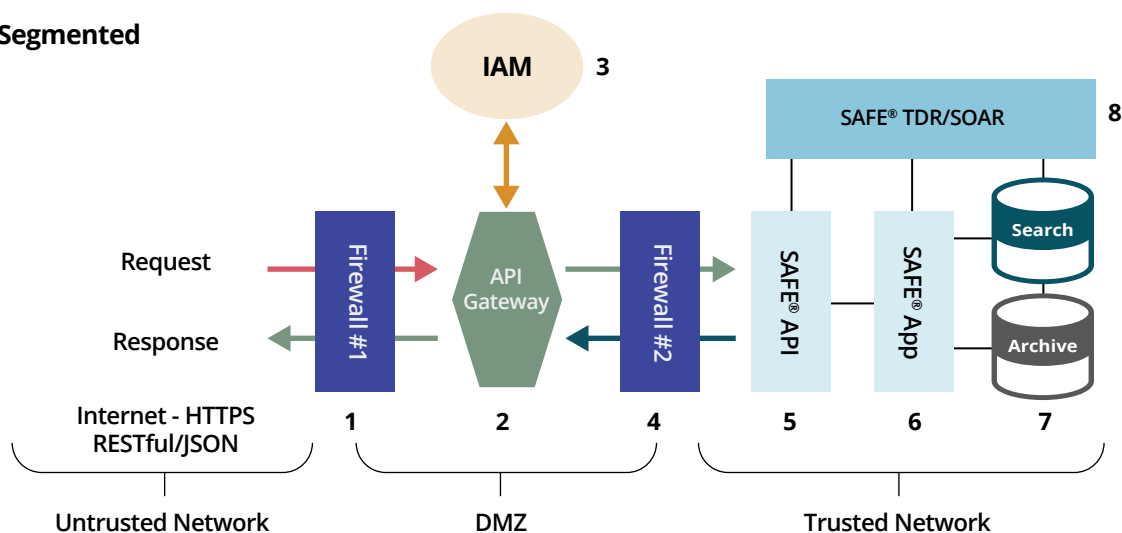 Segmented
IAM
3
SAFE® TDR/SOAR
8
Request
Response
Firewall #1
API
Gateway
Firewall #2
SAFE® API
SAFE® App
Search
Archive
Internet - HTTPS
RESTful/JSON
1
2
4
5
6
7
Untrusted Network
DMZ
Trusted Network